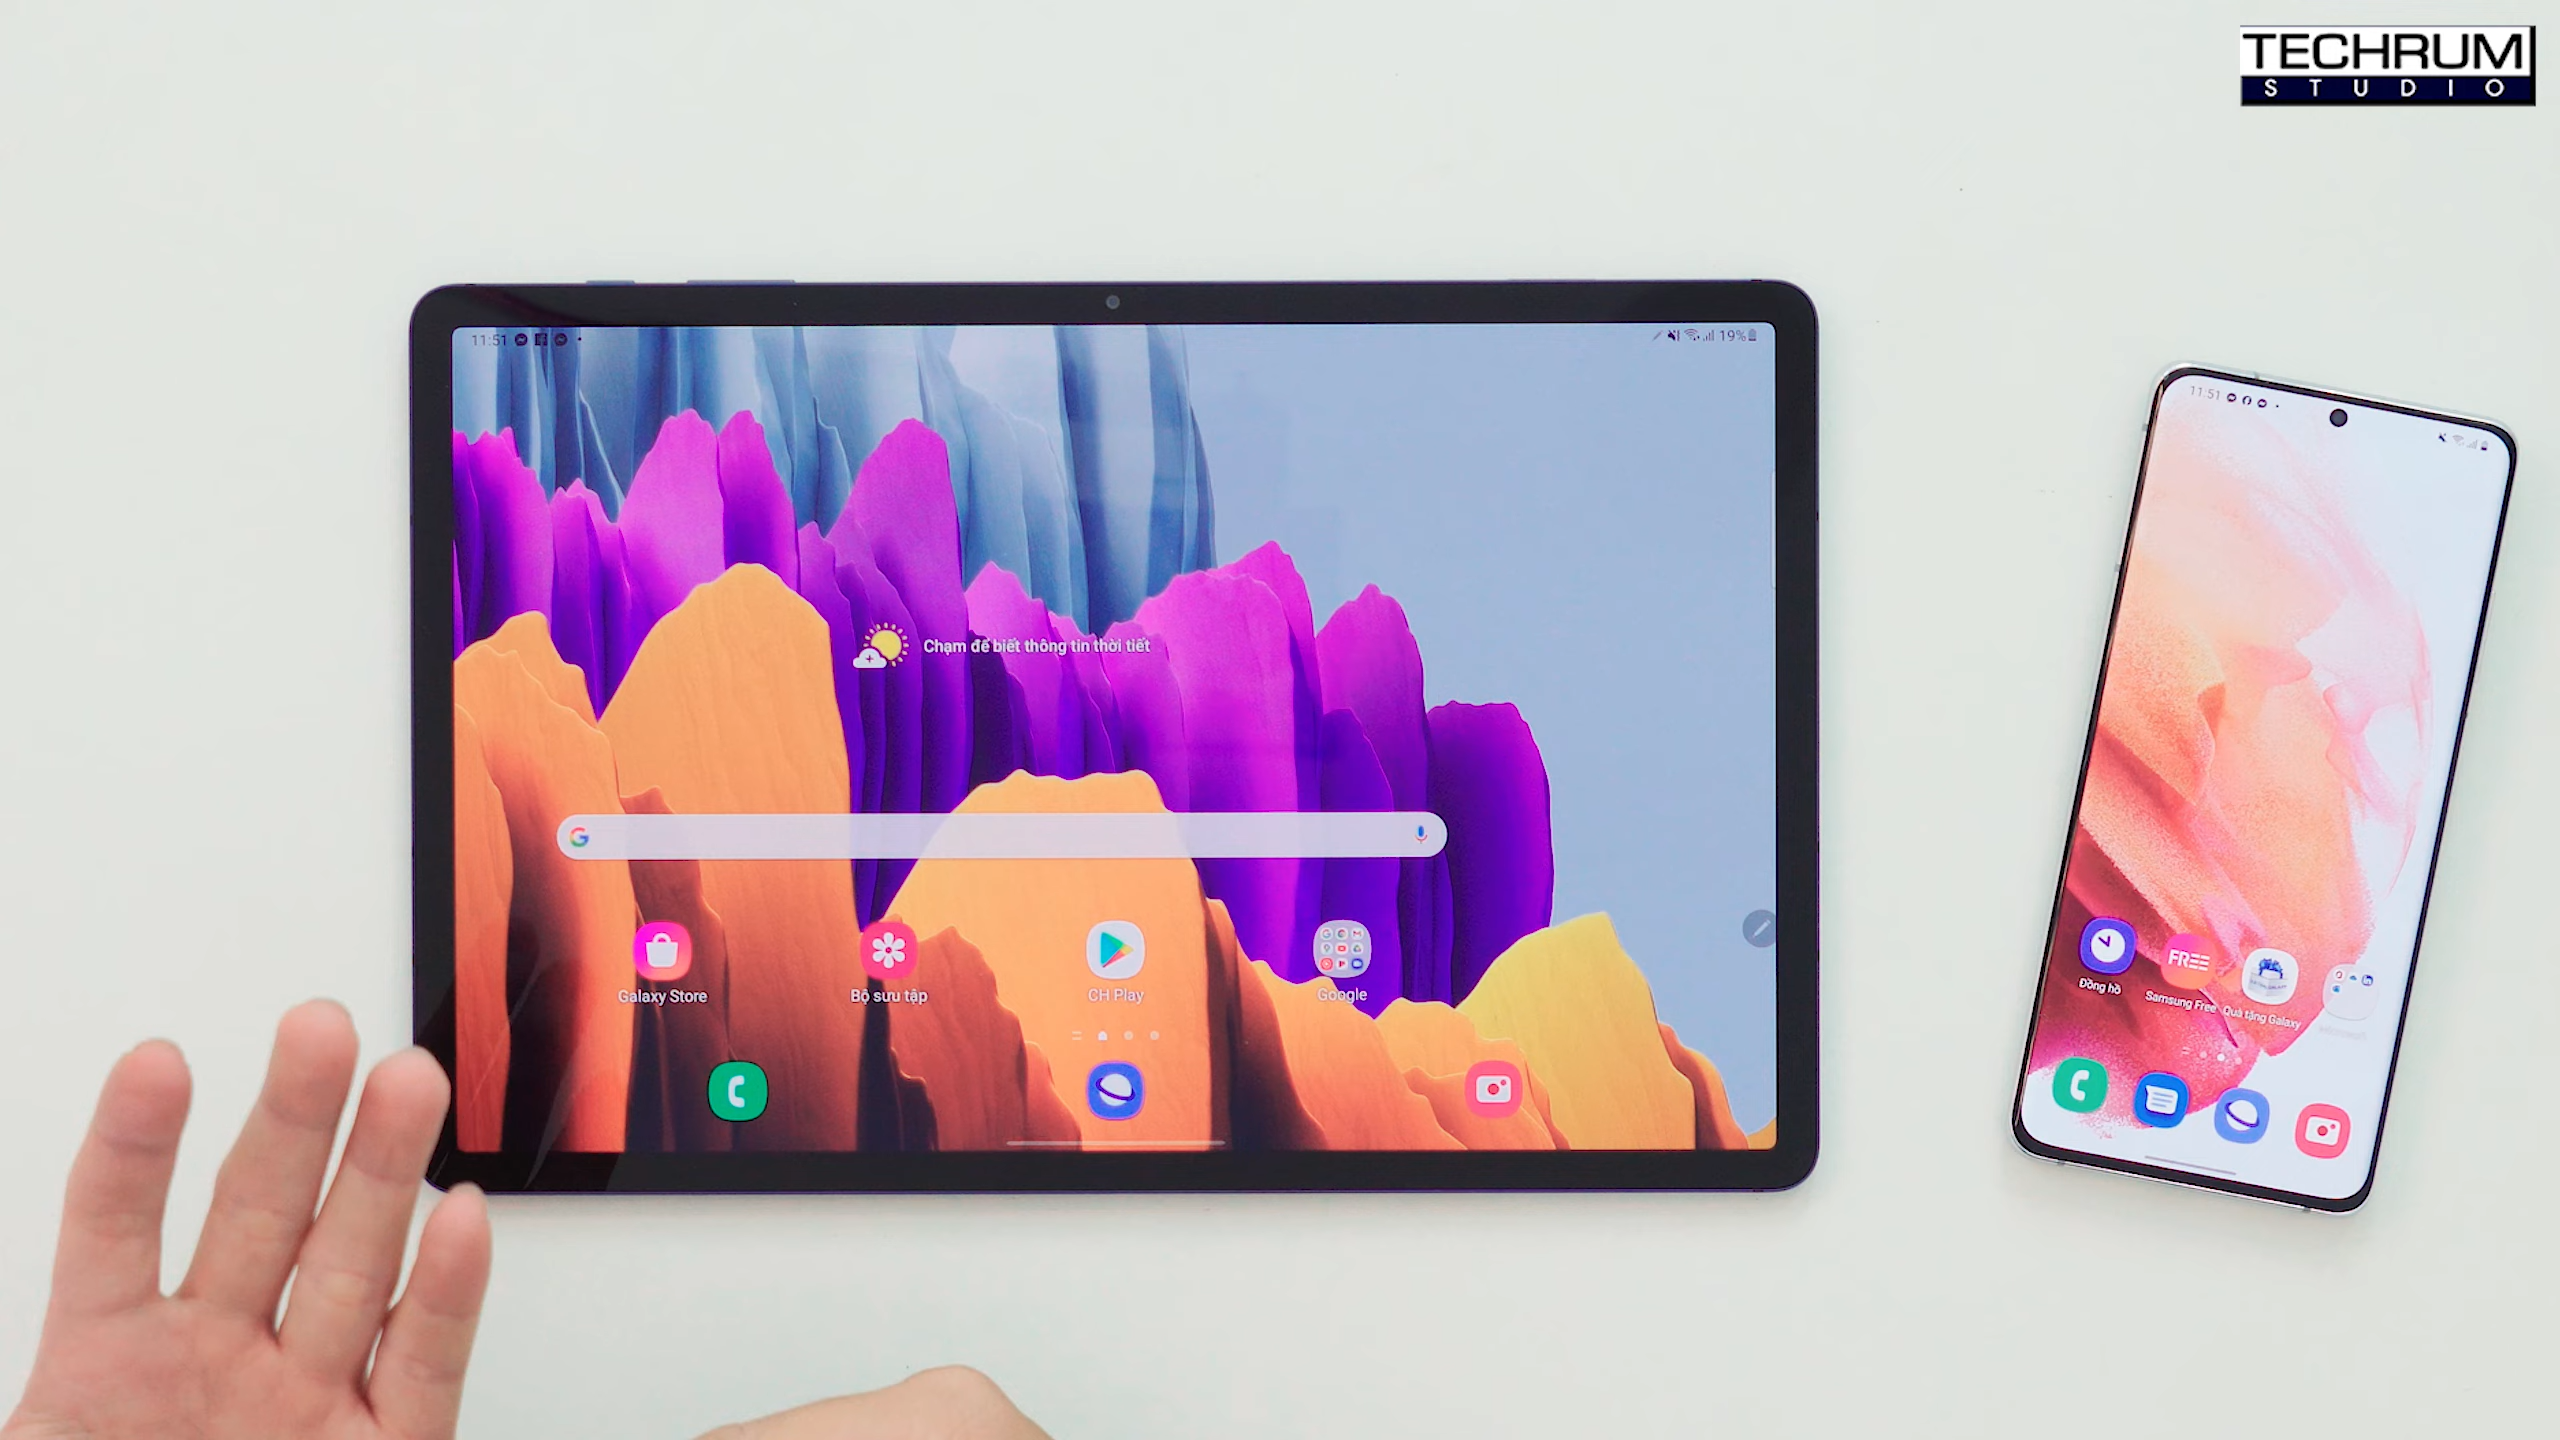 TECHRUM
STUDIO
11:51
19%
Chạm để biết thông tin thời tiết
Galaxy Store
Bộ sưu tập
CH Play
Google
11:51
Đồng hồ
FREE
Samsung Free
Quà tặng Galaxy